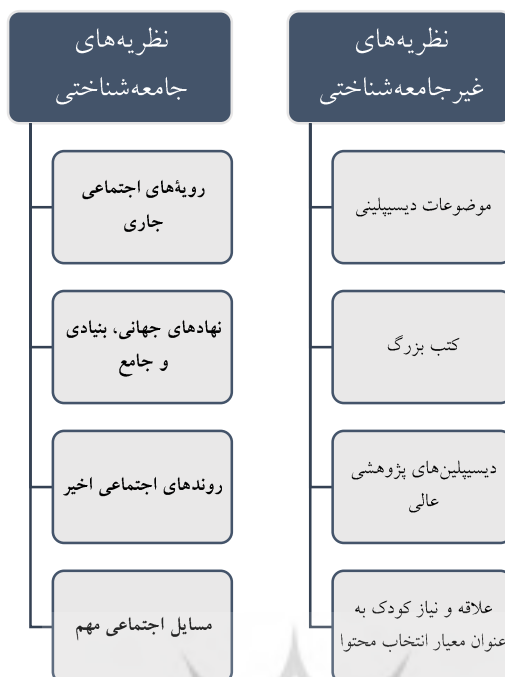 نظریه‌های
غیرجامعه‌شناختی
موضوعات دیسیپلینی
کتب بزرگ
دیسیپلین‌های پژوهشی
عالی
علاقه و نیاز کودک به
عنوان معیار انتخاب محتوا
نظریه‌های
جامعه‌شناختی
رویۀ‌های اجتماعی
جاری
نهادهای جهانی، بنیادی
و جامع
روندهای اجتماعی اخیر
مسایل اجتماعی مهم